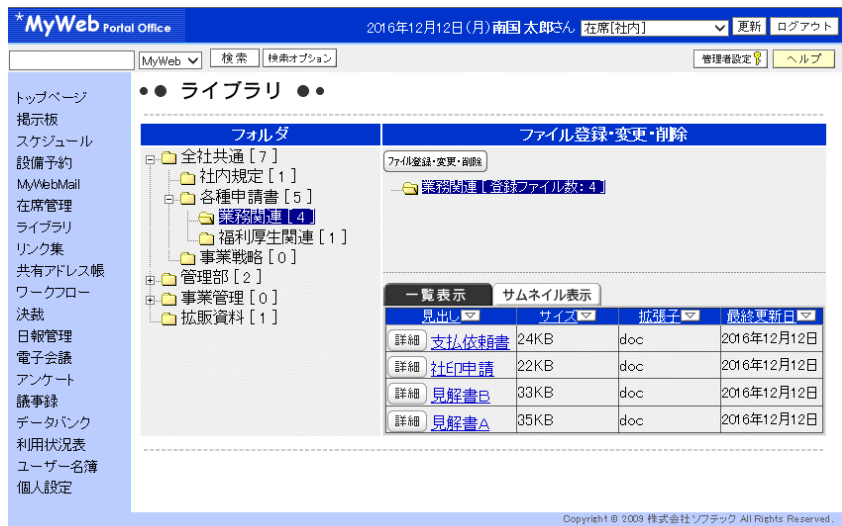 *MyWeb Portal Office 2016年12月12日(月)南国 太郎さん 在席[社内] 更新 ログアウト
MyWeb 検索 検索オプション 管理者設定 ヘルプ
トップページ
掲示板
スケジュール
設備予約
MyWebMail
在席管理
ライブラリ
リンク集
共有アドレス帳
ワークフロー
決裁
日報管理
電子会議
アンケート
議事録
データバンク
利用状況表
ユーザー名簿
個人設定
●● ライブラリ ●●
フォルダ
全社共通[7]
社内規定[1]
各種申請書[5]
業務関連[4]
福利厚生関連[1]
事業戦略[0]
管理部[2]
事業管理[0]
拡販資料[1]
ファイル登録・変更・削除
ファイル登録・変更・削除
業務関連[登録ファイル数:4]
一覧表示 サムネイル表示
見出し サイズ 拡張子 最終更新日
詳細 支払依頼書 24KB doc 2016年12月12日
詳細 社印申請 22KB doc 2016年12月12日
詳細 見解書B 33KB doc 2016年12月12日
詳細 見解書A 35KB doc 2016年12月12日
Copyright © 2009 株式会社ソフテック All Rights Reserved.